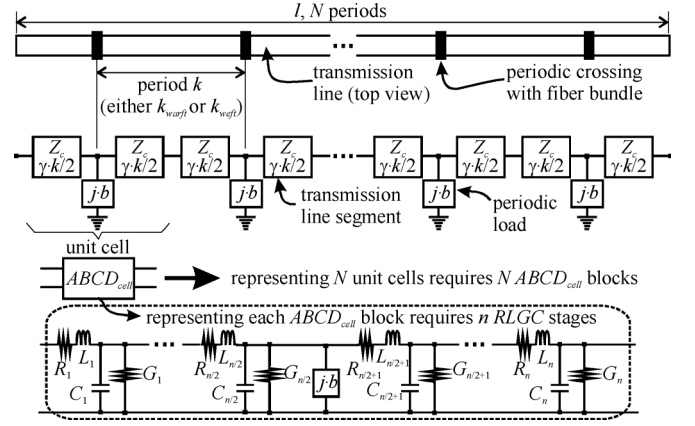 l, N periods
...
period k
(either k_warft or k_weft)
transmission
line (top view)
periodic crossing
with fiber bundle
Z_c γ·k/2 Z_c γ·k/2 Z_c γ·k/2 Z_c γ·k/2 ... Z_c γ·k/2 Z_c γ·k/2 Z_c γ·k/2 Z_c γ·k/2
j·b j·b j·b j·b
transmission
line segment
periodic
load
unit cell
ABCD_cell
representing N unit cells requires N ABCD_cell blocks
representing each ABCD_cell block requires n RLGC stages
R_1 L_1 C_1 G_1 ... R_n/2 L_n/2 C_n/2 G_n/2 j·b R_n/2+1 L_n/2+1 C_n/2+1 G_n/2+1 ... R_n L_n C_n G_n